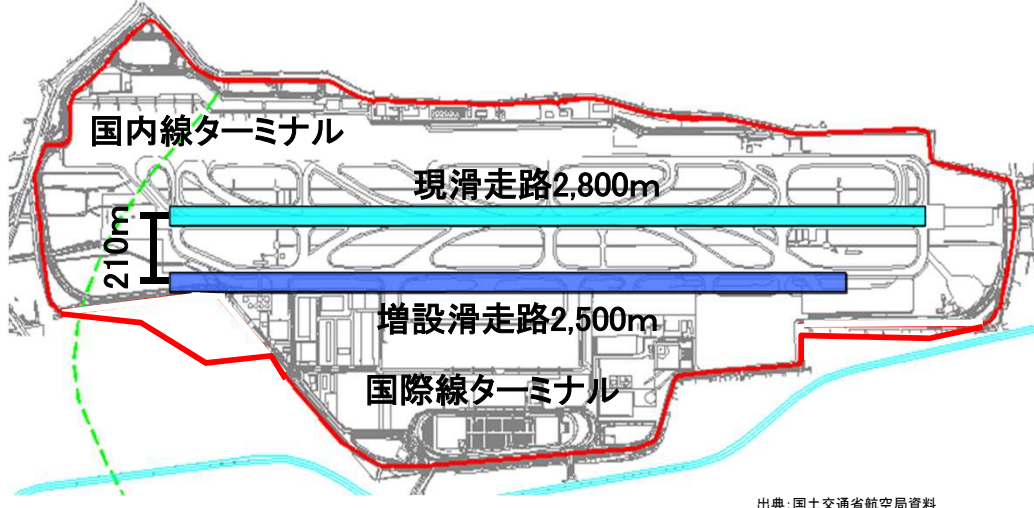 国内線ターミナル
現滑走路2,800m
210m
増設滑走路2,500m
国際線ターミナル
出典:国土交通省航空局資料